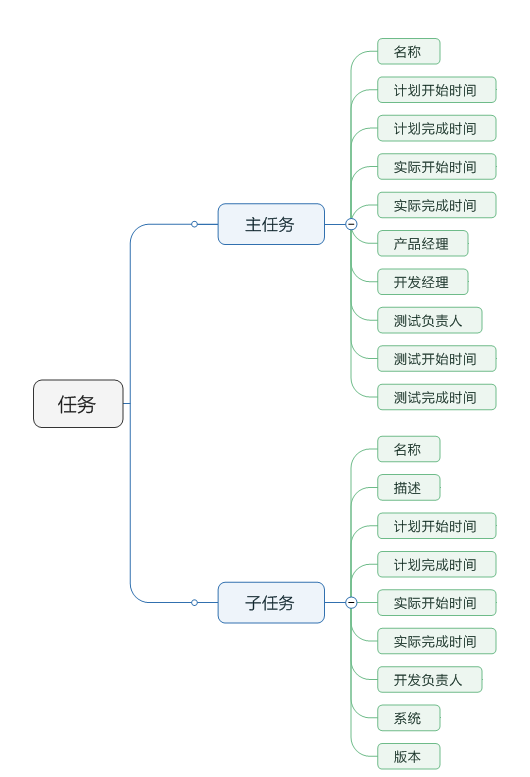 任务
主任务
名称
计划开始时间
计划完成时间
实际开始时间
实际完成时间
产品经理
开发经理
测试负责人
测试开始时间
测试完成时间
子任务
名称
描述
计划开始时间
计划完成时间
实际开始时间
实际完成时间
开发负责人
系统
版本